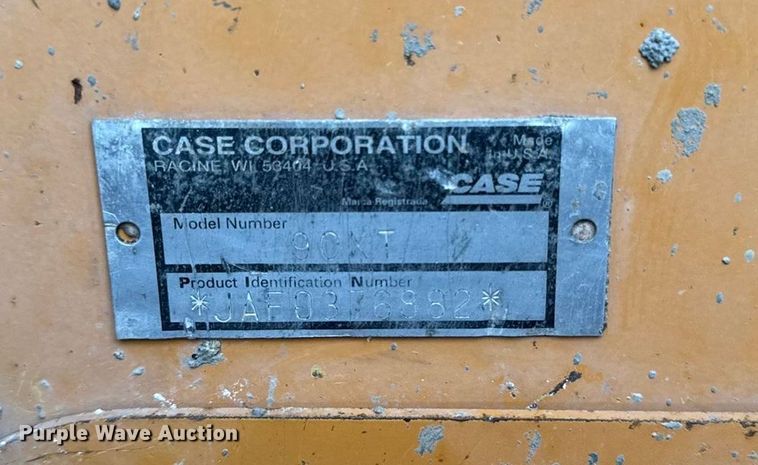 CASE CORPORATION
RACINE, WI 53404 U.S.A.
Made
in U.S.A.
CASE
®
Marca Registrada
Model Number
90XT
Product Identification Number
Purple Wave Auction